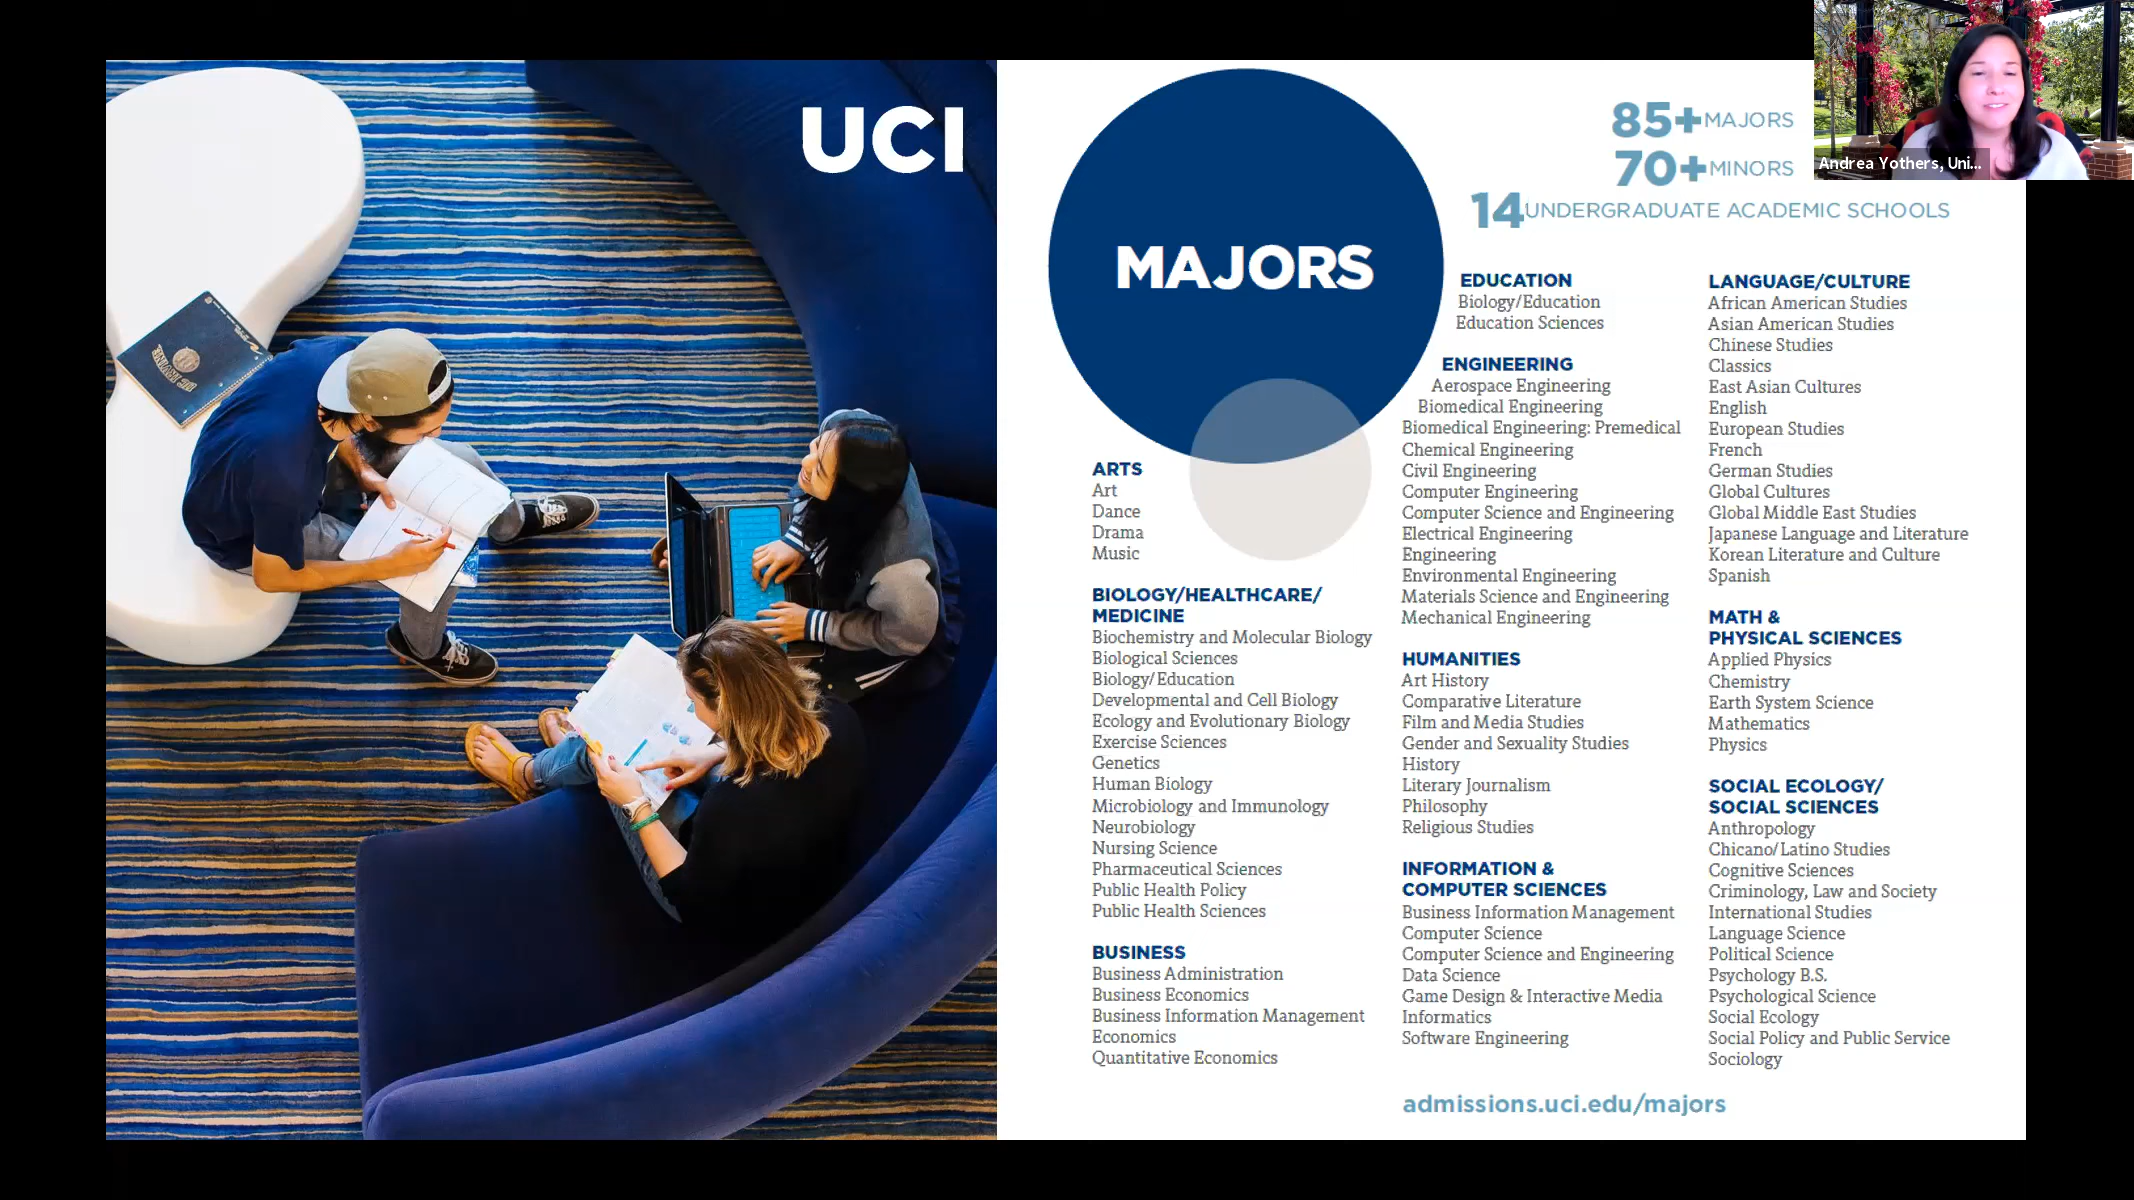 UCI
MAJORS
85+ MAJORS
70+ MINORS
14 UNDERGRADUATE ACADEMIC SCHOOLS
Andrea Yothers, Uni...
ARTS
Art
Dance
Drama
Music
BIOLOGY/HEALTHCARE/
MEDICINE
Biochemistry and Molecular Biology
Biological Sciences
Biology/Education
Developmental and Cell Biology
Ecology and Evolutionary Biology
Exercise Sciences
Genetics
Human Biology
Microbiology and Immunology
Neurobiology
Nursing Science
Pharmaceutical Sciences
Public Health Policy
Public Health Sciences
BUSINESS
Business Administration
Business Economics
Business Information Management
Economics
Quantitative Economics
EDUCATION
Biology/Education
Education Sciences
ENGINEERING
Aerospace Engineering
Biomedical Engineering
Biomedical Engineering: Premedical
Chemical Engineering
Civil Engineering
Computer Engineering
Computer Science and Engineering
Electrical Engineering
Engineering
Environmental Engineering
Materials Science and Engineering
Mechanical Engineering
HUMANITIES
Art History
Comparative Literature
Film and Media Studies
Gender and Sexuality Studies
History
Literary Journalism
Philosophy
Religious Studies
INFORMATION &
COMPUTER SCIENCES
Business Information Management
Computer Science
Computer Science and Engineering
Data Science
Game Design & Interactive Media
Informatics
Software Engineering
LANGUAGE/CULTURE
African American Studies
Asian American Studies
Chinese Studies
Classics
East Asian Cultures
English
European Studies
French
German Studies
Global Cultures
Global Middle East Studies
Japanese Language and Literature
Korean Literature and Culture
Spanish
MATH &
PHYSICAL SCIENCES
Applied Physics
Chemistry
Earth System Science
Mathematics
Physics
SOCIAL ECOLOGY/
SOCIAL SCIENCES
Anthropology
Chicano/Latino Studies
Cognitive Sciences
Criminology, Law and Society
International Studies
Language Science
Political Science
Psychology B.S.
Psychological Science
Social Ecology
Social Policy and Public Service
Sociology
admissions.uci.edu/majors
UC IRVINE